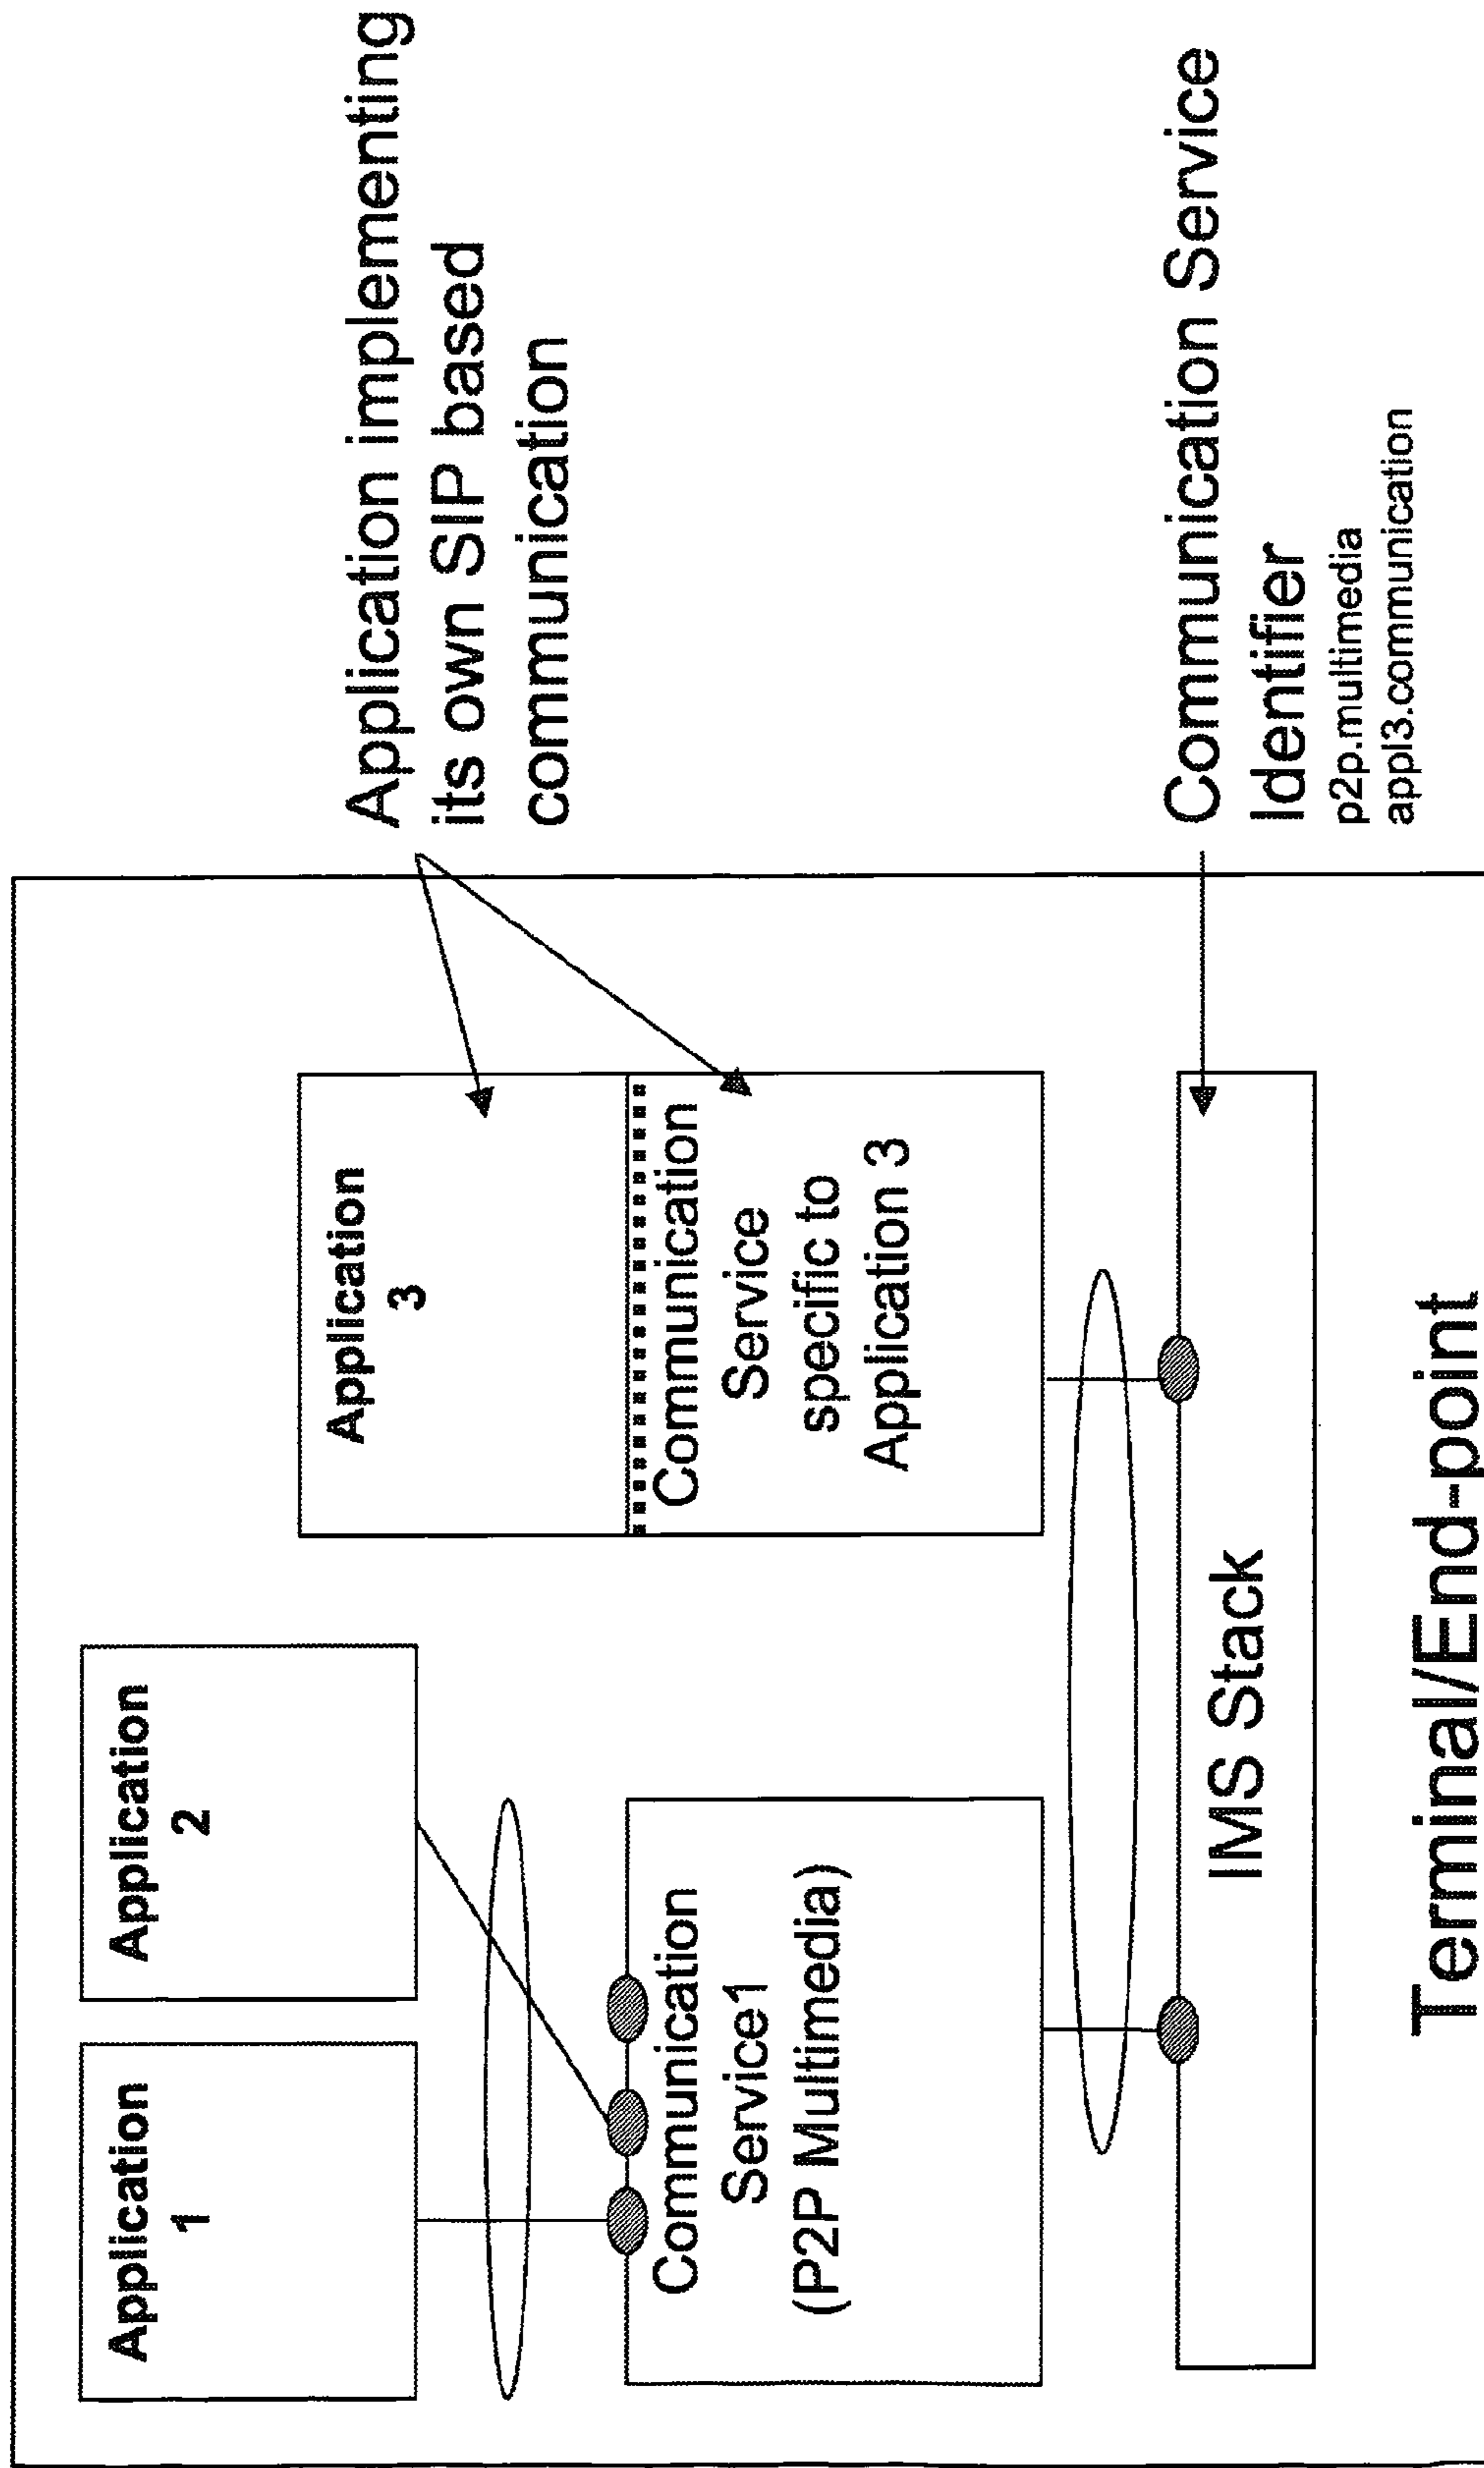 Application
1
Application
2
Application
3
Application implementing
its own SIP based
communication
Communication
Service1
(P2P Multimedia)
Communication
Service
specific to
Application 3
IMS Stack
Communication Service
Identifier
p2p.multimedia
appl3.communication
Terminal/End-point